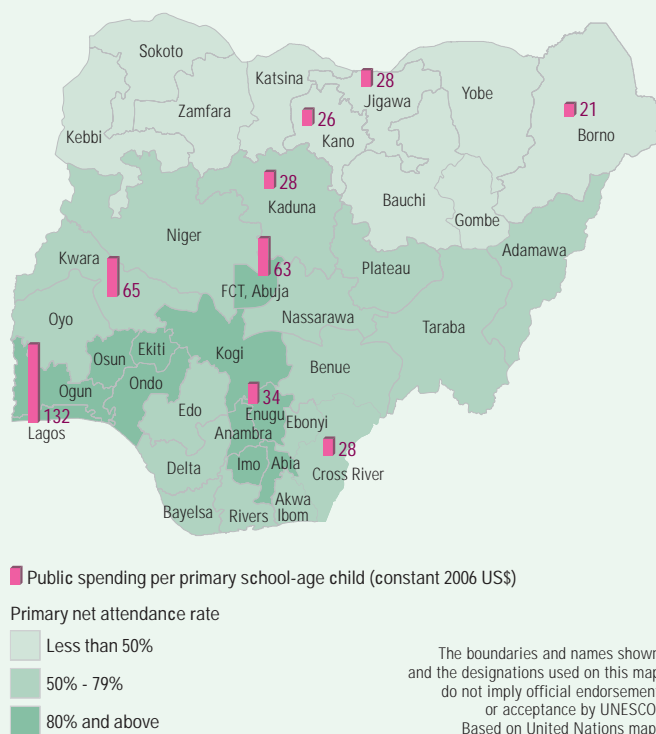 Sokoto
Katsina
28
Yobe
Jigawa
Zamfara
26
21
Kebbi
Kano
Borno
28
Bauchi
Kaduna
Gombe
Niger
Adamawa
Kwara
63
Plateau
65
FCT, Abuja
Nassarawa
Oyo
Taraba
Ekiti
Kogi
Osun
Benue
Ondo
Ogun
34
Edo
132
Enugu
Ebonyi
Lagos
Anambra
28
Imo
Abia
Delta
Cross River
Akwa
Ibom
Bayelsa
Rivers
Public spending per primary school-age child (constant 2006 US$)
Primary net attendance rate
Less than 50%
50% - 79%
80% and above
The boundaries and names shown
and the designations used on this map
do not imply official endorsemen
or acceptance by UNESCO
Based on United Nations map